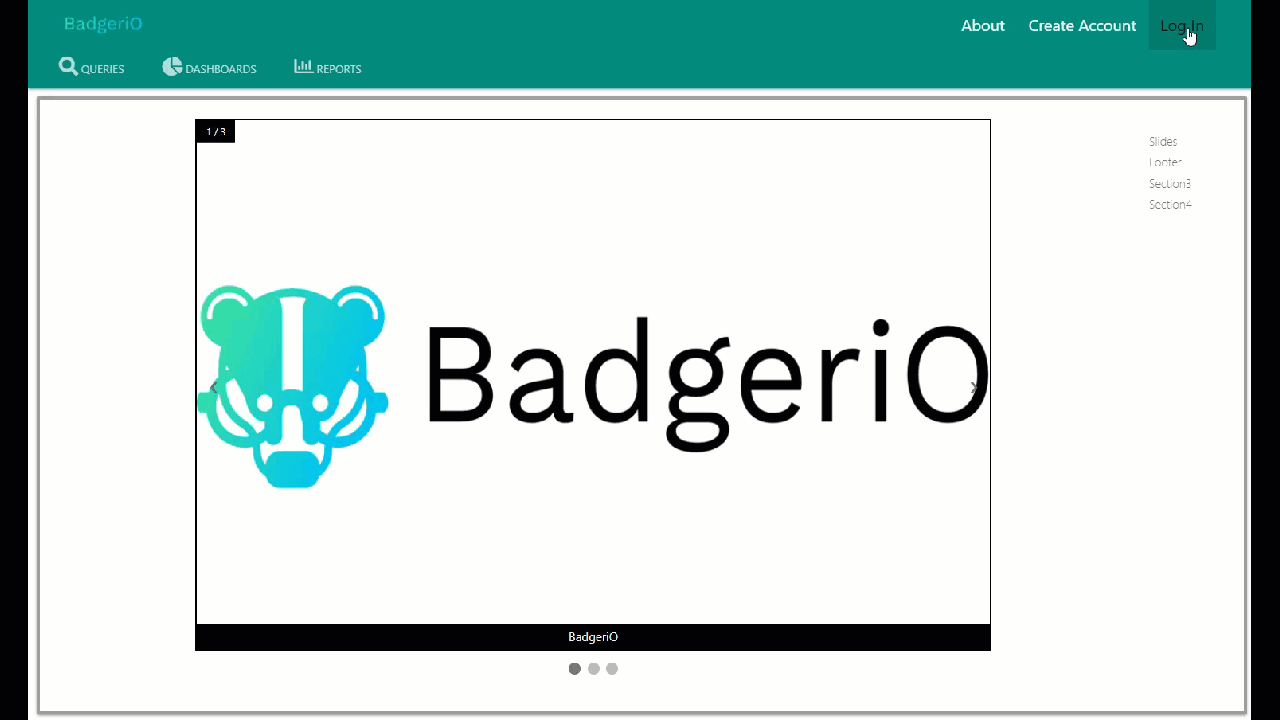 BadgeriO
About
Create Account
Log In
QUERIES
DASHBOARDS
REPORTS
1 / 3
Slides
Footer
Section3
Section4
BadgeriO
BadgeriO